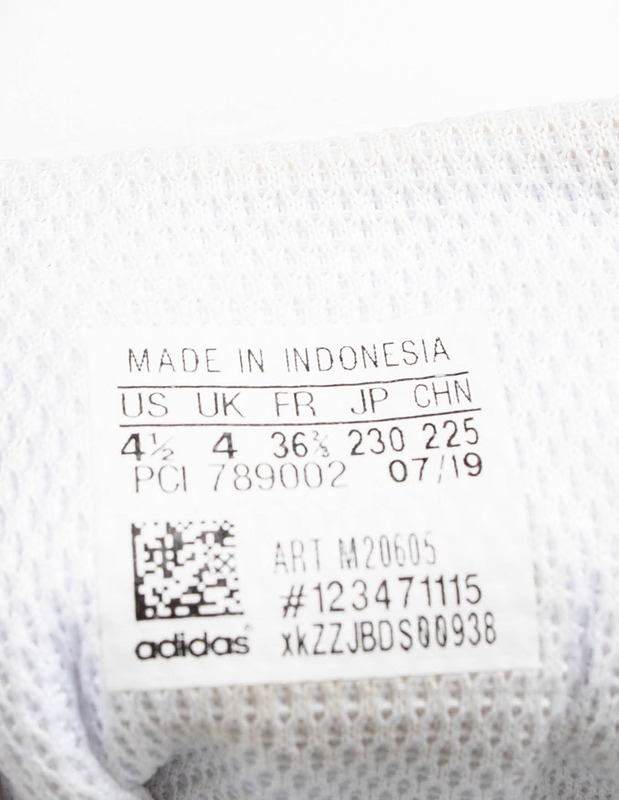 MADE IN INDONESIA
US UK FR JP CHN
4½ 4 36⅔ 230 225
PCI 789002 07/19
ART M20605
#123471115
adidas® xkZZJBDS00938